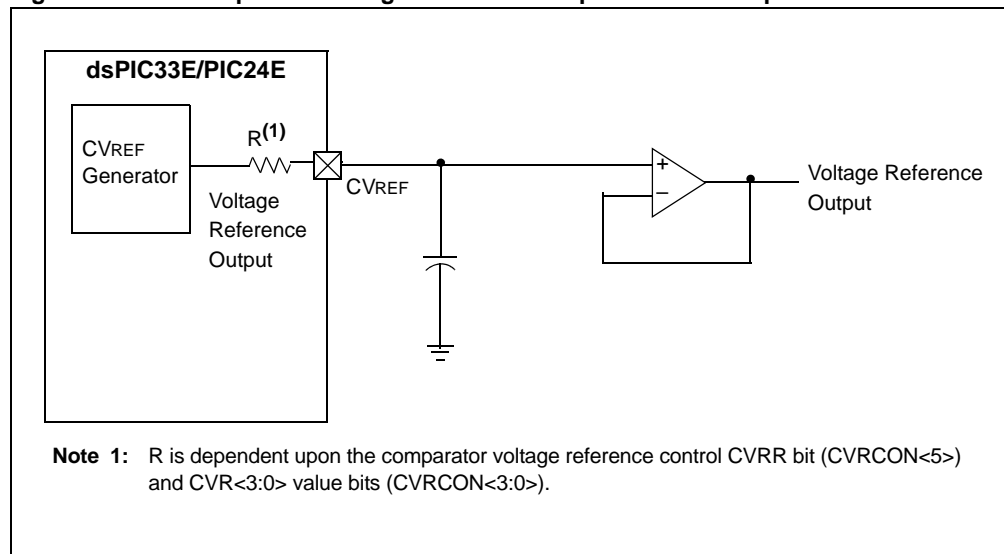 dsPIC33E/PIC24E
CVREF
Generator
R(1)
Voltage
Reference
Output
CVREF
+
–
Voltage Reference
Output
Note 1: R is dependent upon the comparator voltage reference control CVRR bit (CVRCON<5>)
and CVR<3:0> value bits (CVRCON<3:0>).